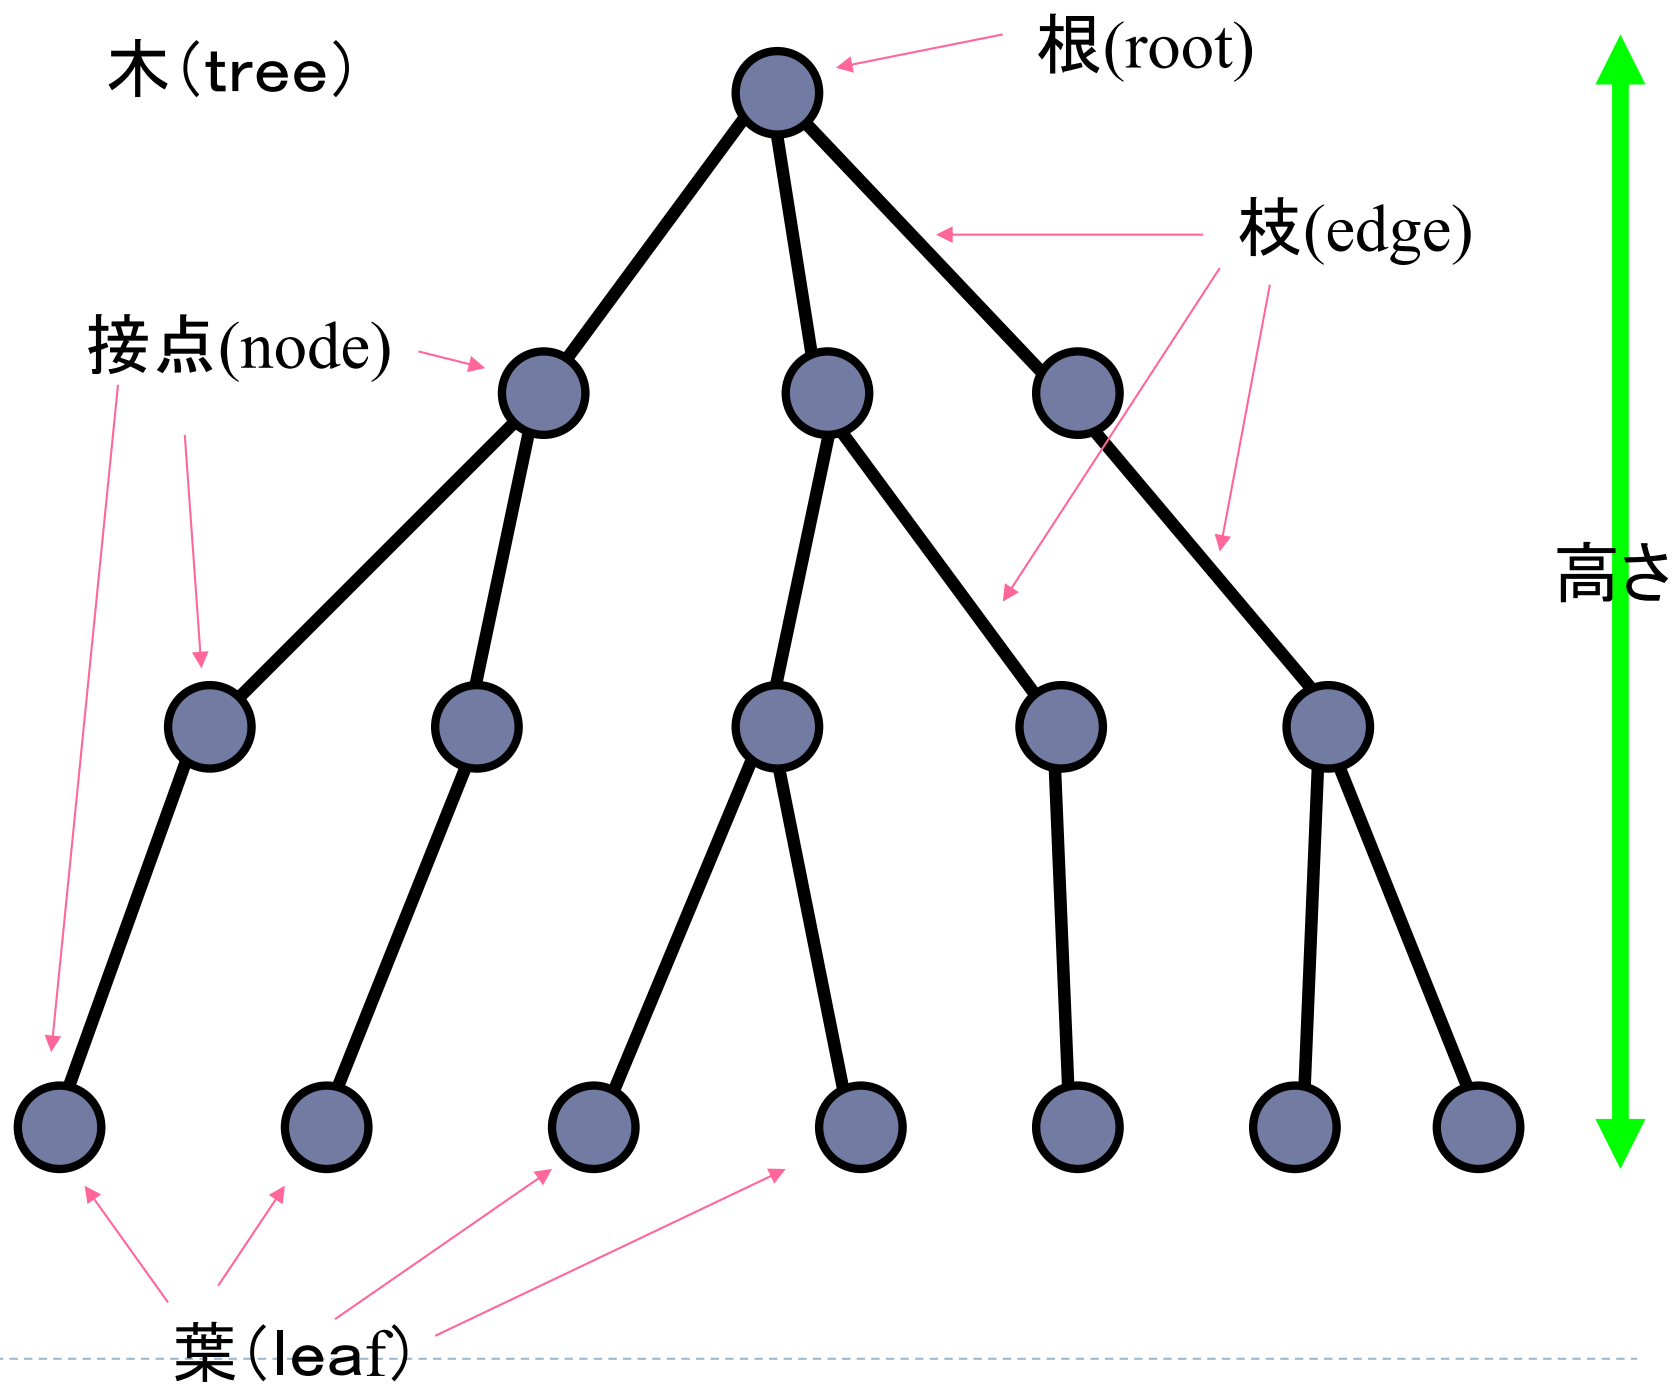 木（tree）
根(root)
枝(edge)
接点(node)
高さ
葉（leaf）